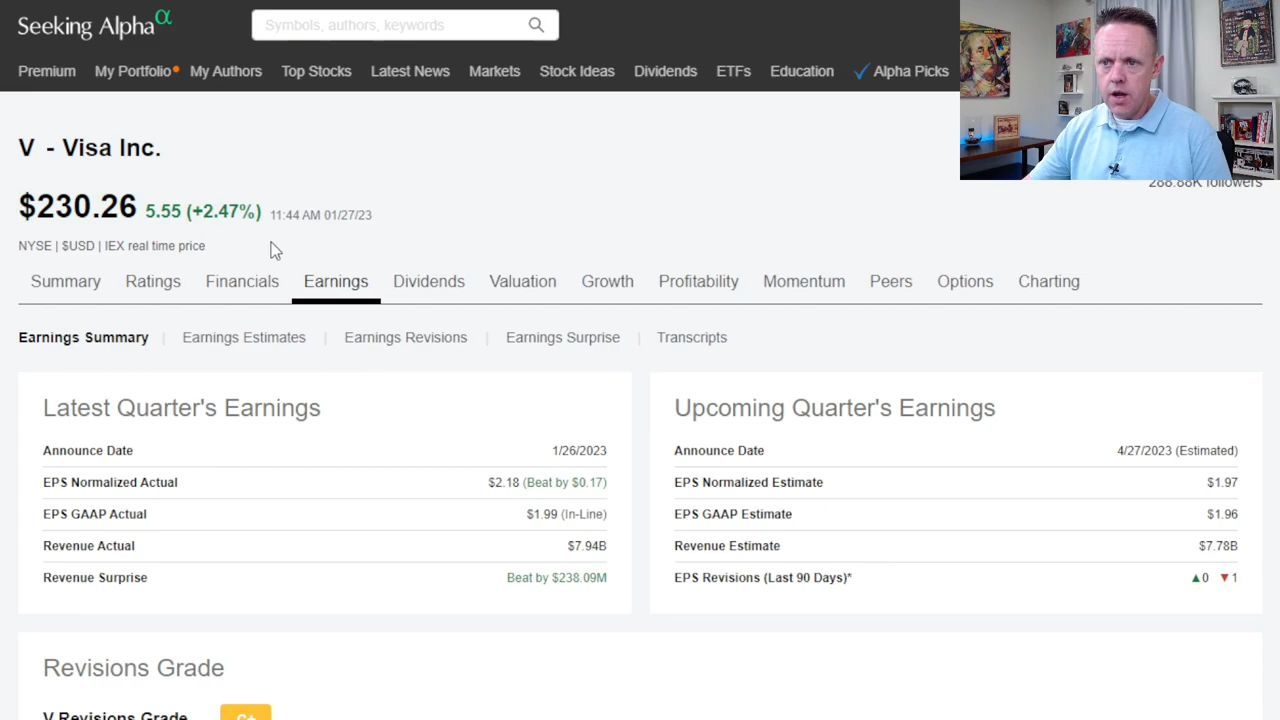 Seeking Alpha α
Symbols, authors, keywords
Premium My Portfolio My Authors Top Stocks Latest News Markets Stock Ideas Dividends ETFs Education Alpha Picks
V - Visa Inc.
288.88K followers
$230.26 5.55 (+2.47%) 11:44 AM 01/27/23
NYSE | $USD | IEX real time price
Summary Ratings Financials Earnings Dividends Valuation Growth Profitability Momentum Peers Options Charting
Earnings Summary | Earnings Estimates | Earnings Revisions | Earnings Surprise | Transcripts
Latest Quarter's Earnings
Announce Date 1/26/2023
EPS Normalized Actual $2.18 (Beat by $0.17)
EPS GAAP Actual $1.99 (In-Line)
Revenue Actual $7.94B
Revenue Surprise Beat by $238.09M
Upcoming Quarter's Earnings
Announce Date 4/27/2023 (Estimated)
EPS Normalized Estimate $1.97
EPS GAAP Estimate $1.96
Revenue Estimate $7.78B
EPS Revisions (Last 90 Days)* ▲0 ▼1
Revisions Grade
V Revisions Grade C+